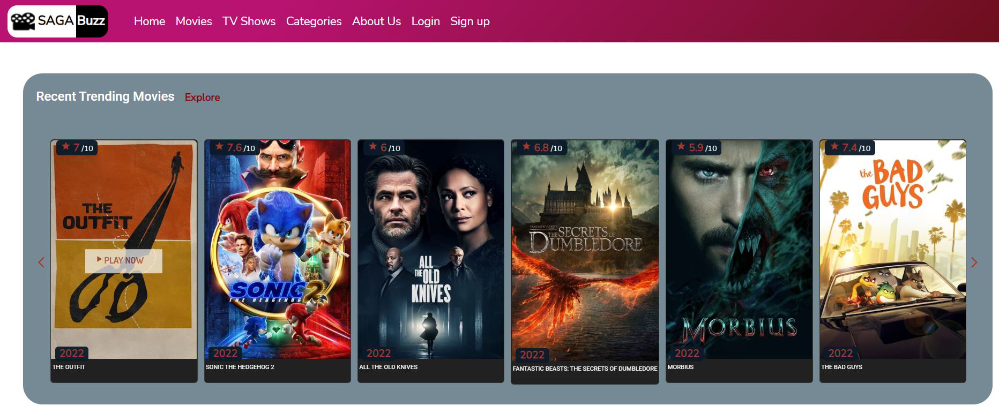 SAGA Buzz
Home Movies TV Shows Categories About Us Login Sign up
Recent Trending Movies Explore
★ 7 /10
THE
OUTFIT
PLAY NOW
2022
THE OUTFIT
★ 7.6 /10
SONIC 2
THE HEDGEHOG
2022
SONIC THE HEDGEHOG 2
★ 6 /10
ALL
THE OLD
KNIVES
2022
ALL THE OLD KNIVES
★ 6.8 /10
FANTASTIC BEASTS
THE SECRETS OF
DUMBLEDORE
2022
FANTASTIC BEASTS: THE SECRETS OF DUMBLEDORE
★ 5.9 /10
MORBIUS
2022
MORBIUS
★ 7.4 /10
the BAD
GUYS
2022
THE BAD GUYS